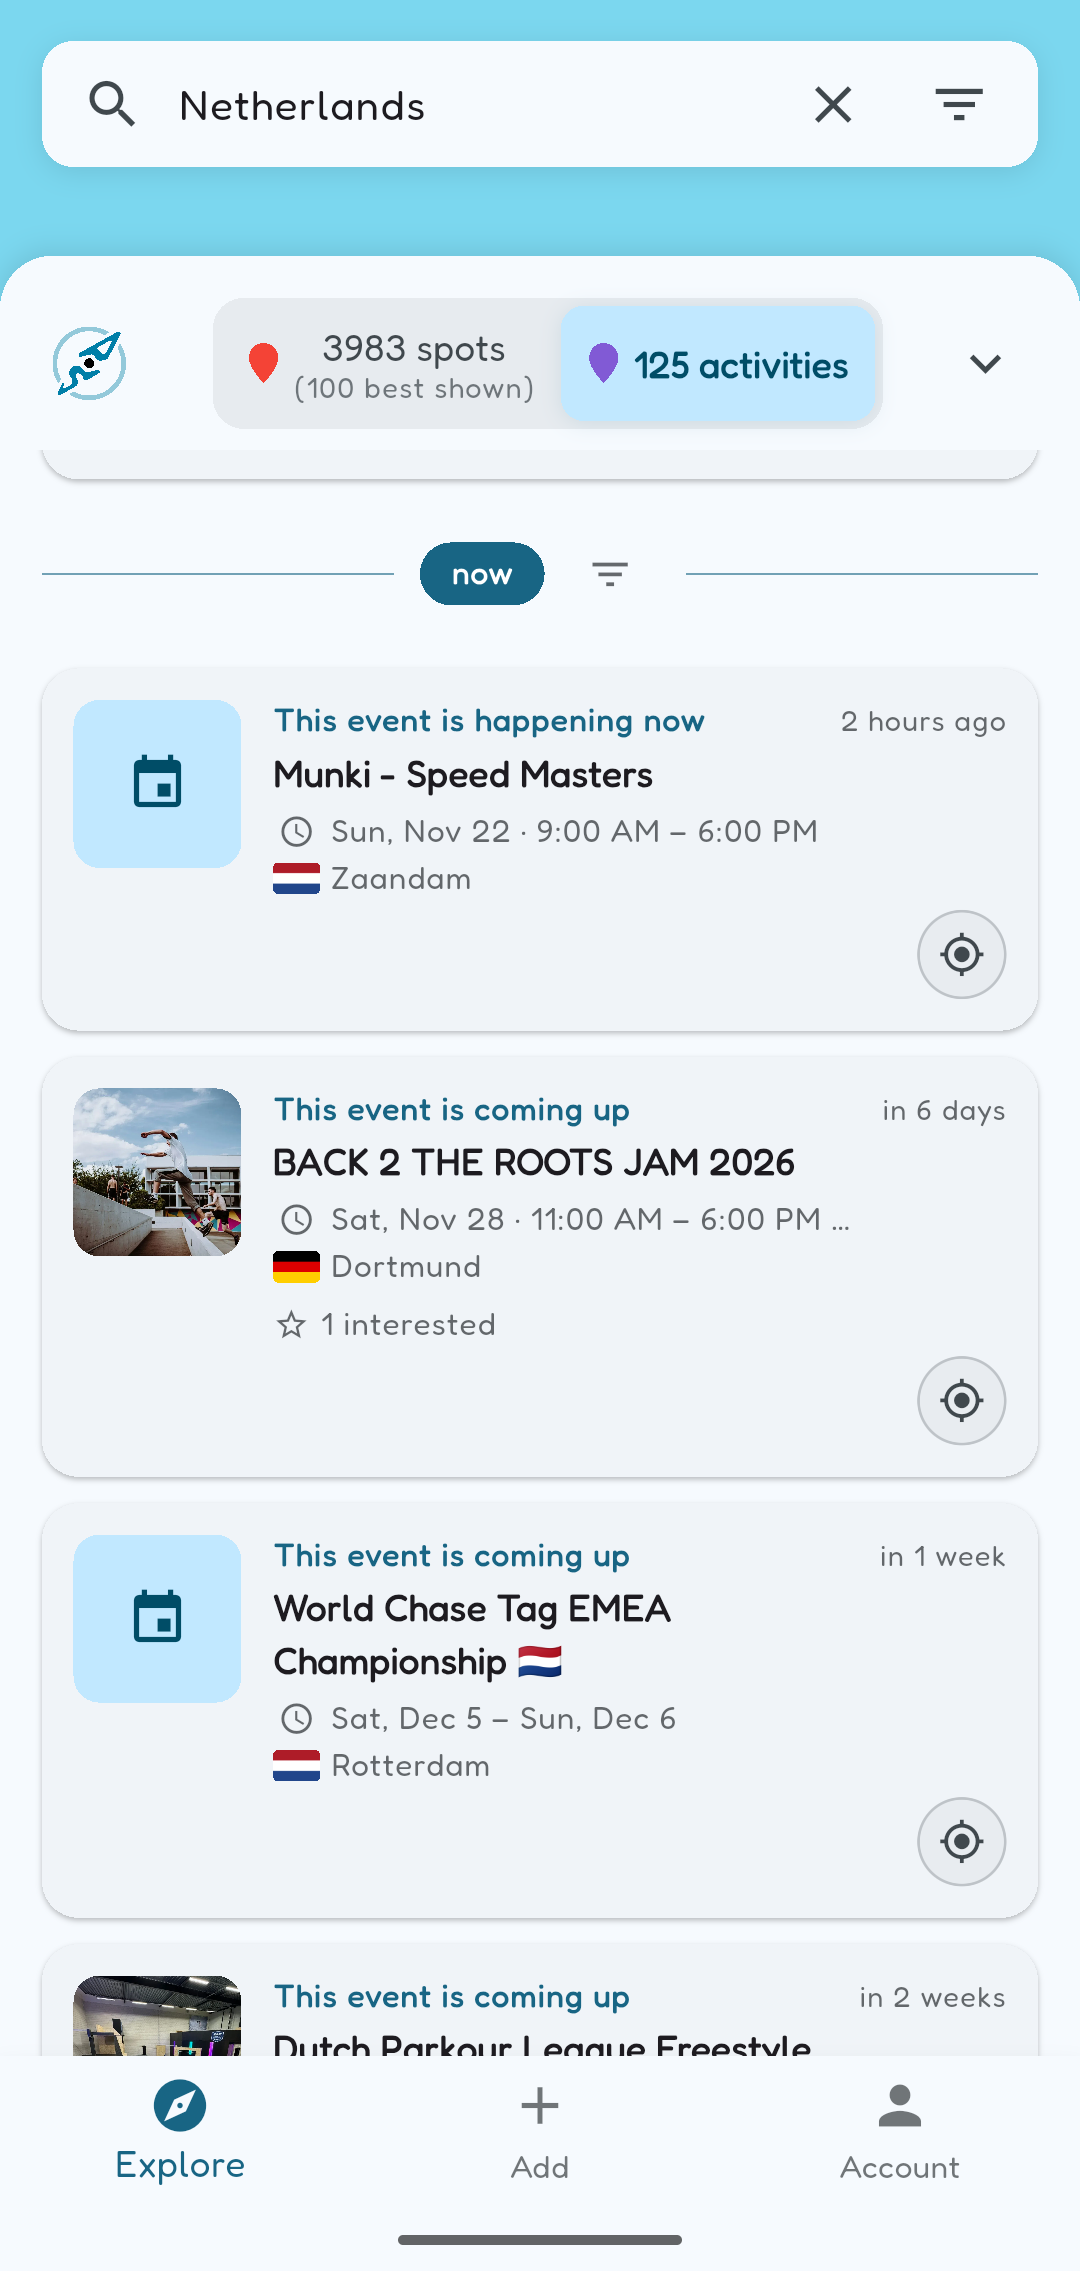 Netherlands
3983 spots
(100 best shown)
125 activities
now
This event is happening now
2 hours ago
Munki - Speed Masters
Sun, Nov 22 · 9:00 AM – 6:00 PM
Zaandam
This event is coming up
in 6 days
BACK 2 THE ROOTS JAM 2026
Sat, Nov 28 · 11:00 AM – 6:00 PM ...
Dortmund
1 interested
This event is coming up
in 1 week
World Chase Tag EMEA
Championship 🇳🇱
Sat, Dec 5 – Sun, Dec 6
Rotterdam
This event is coming up
in 2 weeks
Dutch Parkour League Freestyle
Explore
Add
Account